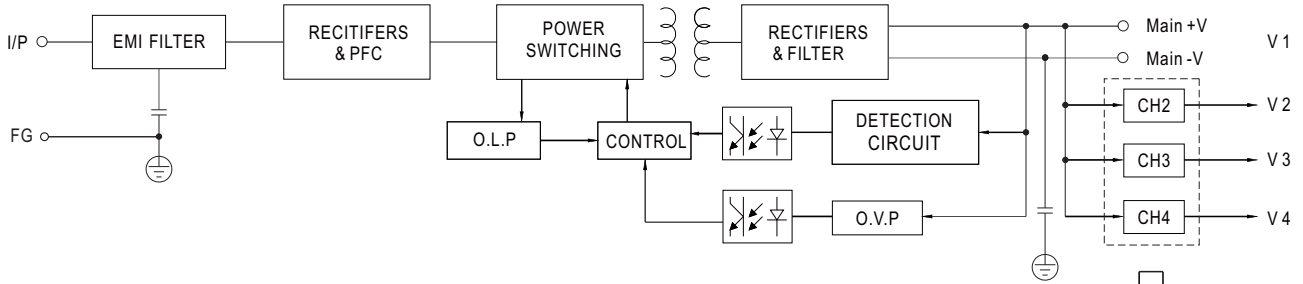 I/P
EMI FILTER
RECITIFERS
& PFC
POWER
SWITCHING
RECTIFIERS
& FILTER
Main +V
Main -V
V 1
CH2
V 2
FG
O.L.P
CONTROL
DETECTION
CIRCUIT
CH3
V 3
O.V.P
CH4
V 4